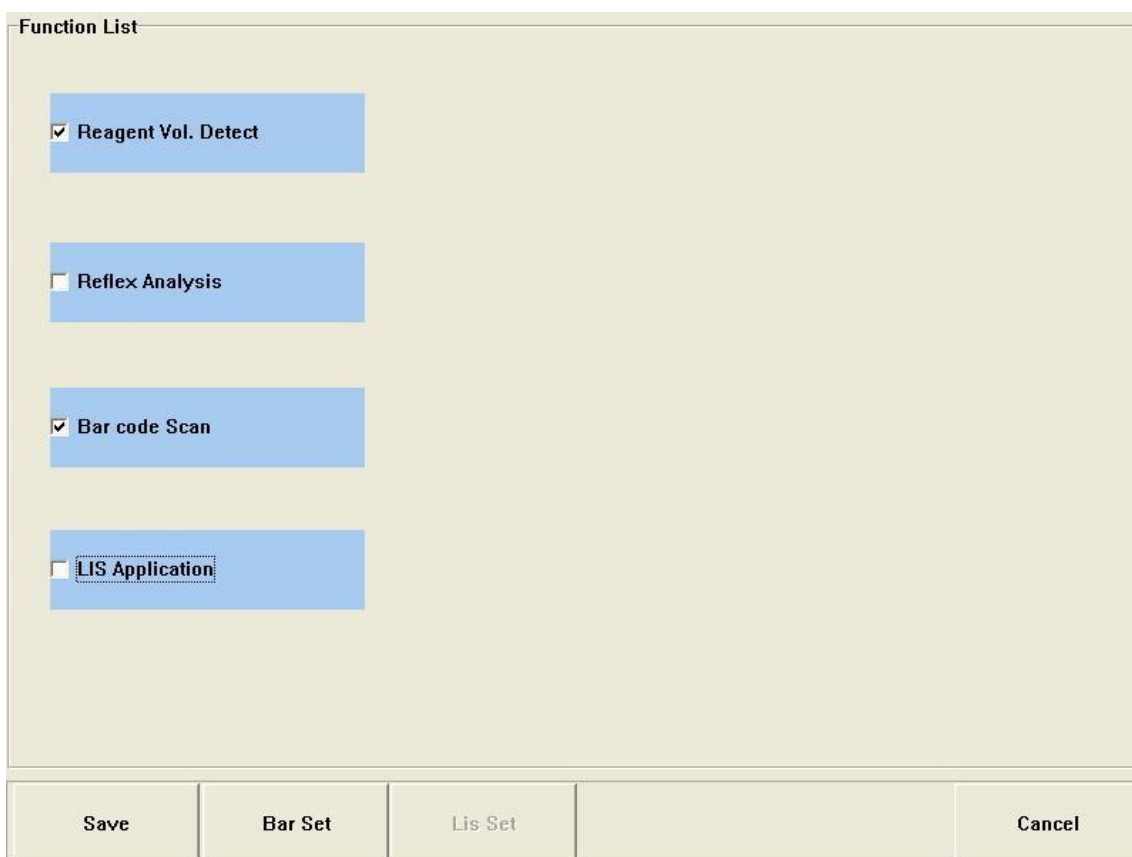 Function List
Reagent Vol. Detect
Reflex Analysis
Bar code Scan
LIS Application
Save
Bar Set
Lis Set
Cancel